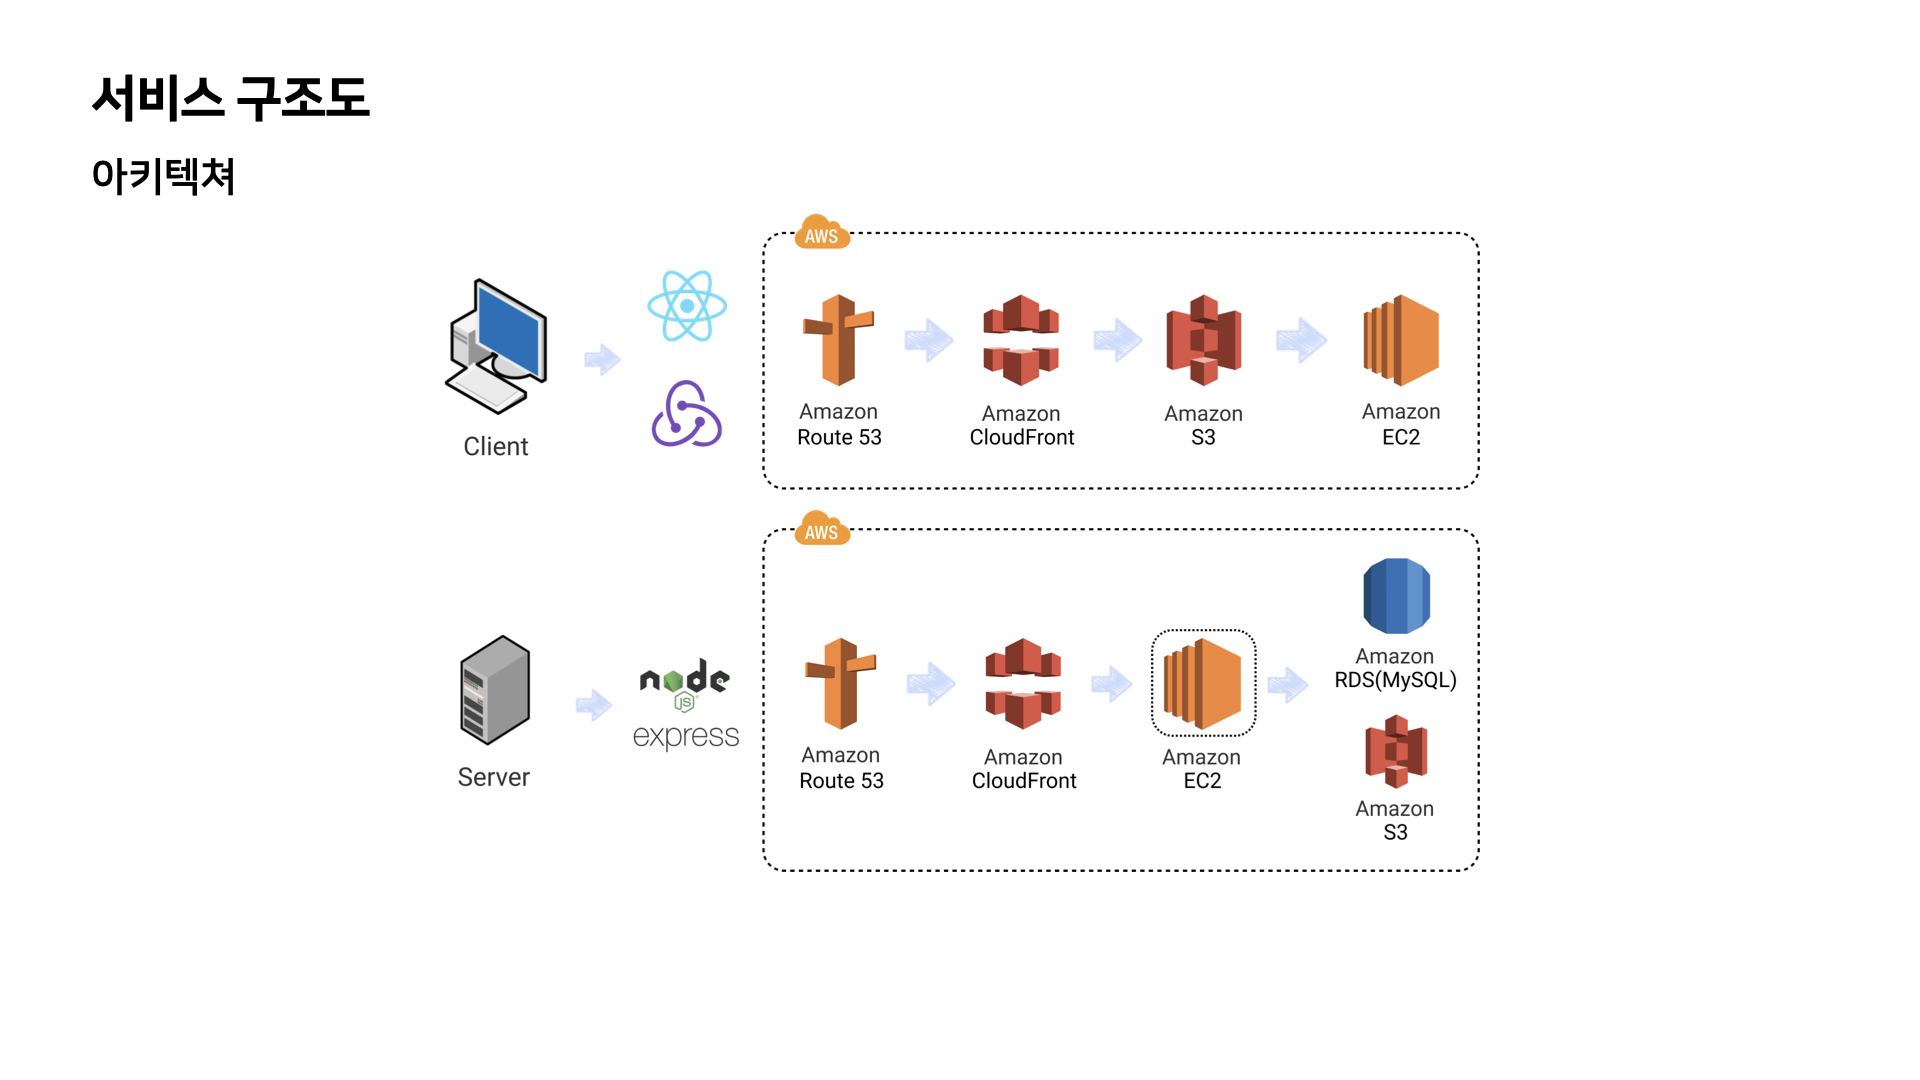 서비스 구조도
아키텍쳐
AWS
Client
Amazon
Route 53
Amazon
CloudFront
Amazon
S3
Amazon
EC2
AWS
Server
node
JS
express
Amazon
Route 53
Amazon
CloudFront
Amazon
EC2
Amazon
RDS(MySQL)
Amazon
S3